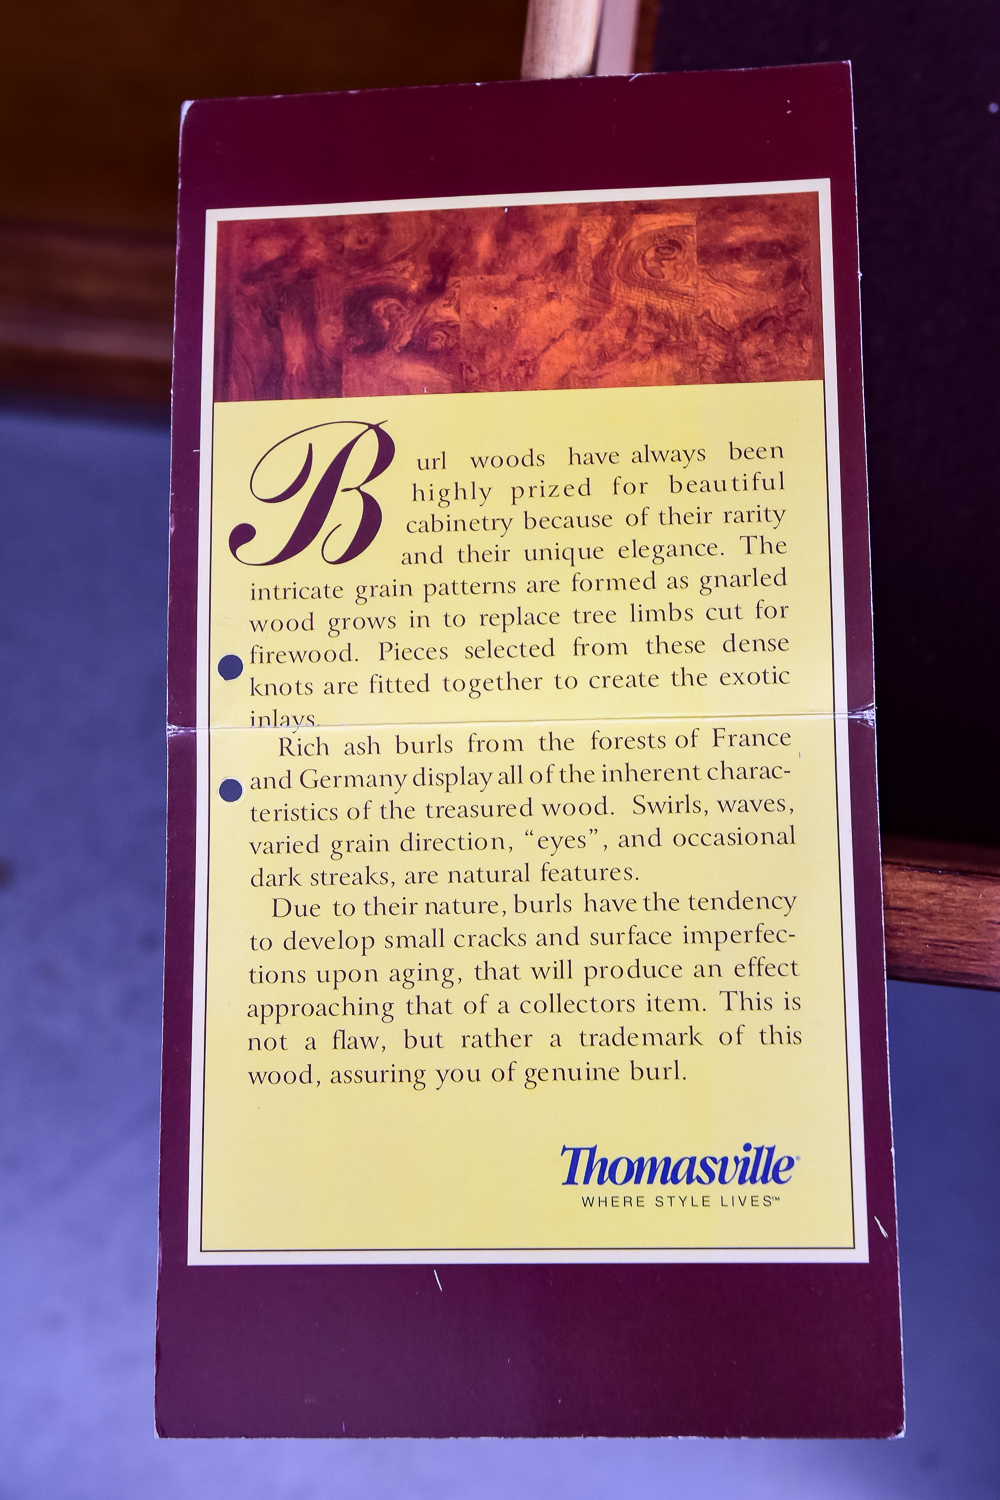 Burl woods have always been
highly prized for beautiful
cabinetry because of their rarity
and their unique elegance. The
intricate grain patterns are formed as gnarled
wood grows in to replace tree limbs cut for
firewood. Pieces selected from these dense
knots are fitted together to create the exotic
inlays.
Rich ash burls from the forests of France
and Germany display all of the inherent charac-
teristics of the treasured wood. Swirls, waves,
varied grain direction, “eyes”, and occasional
dark streaks, are natural features.
Due to their nature, burls have the tendency
to develop small cracks and surface imperfec-
tions upon aging, that will produce an effect
approaching that of a collectors item. This is
not a flaw, but rather a trademark of this
wood, assuring you of genuine burl.
Thomasville®
WHERE STYLE LIVES™